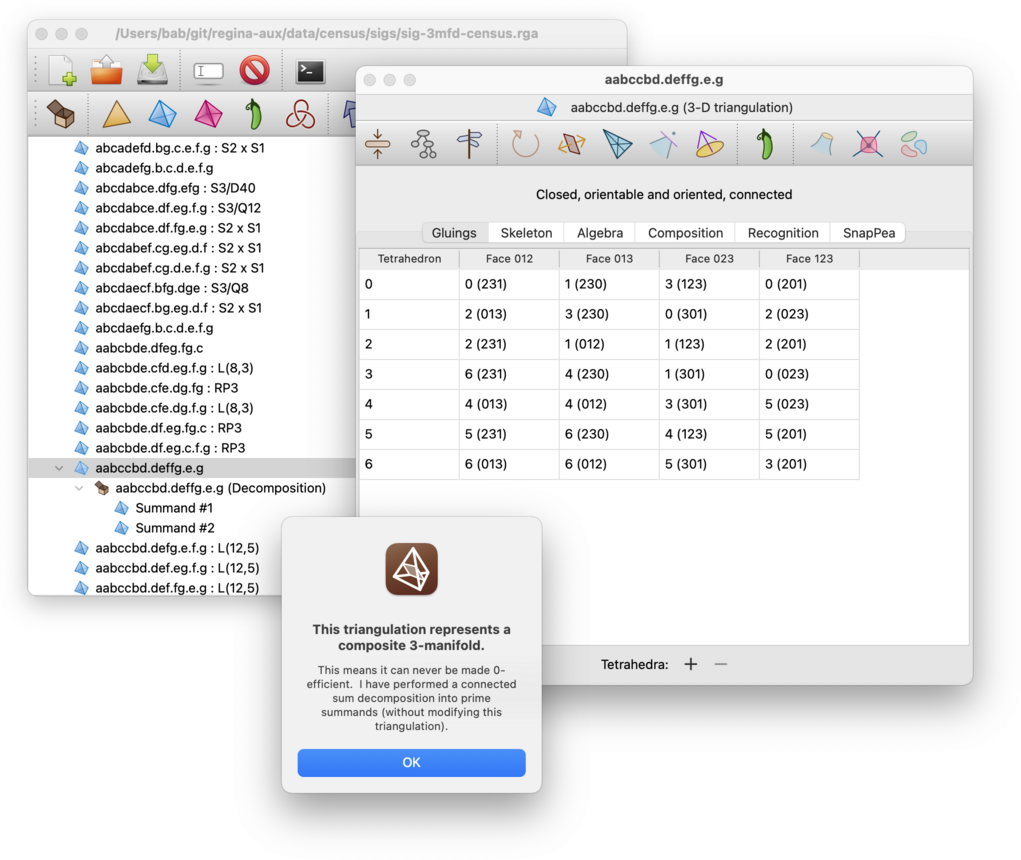 /Users/bab/git/regina-aux/data/census/sigs/sig-3mfd-census.rga
abcadefd.bg.c.e.f.g : S2 x S1
abcadefg.b.c.d.e.f.g
abcdabce.dfg.efg : S3/D40
abcdabce.df.eg.f.g : S3/Q12
abcdabce.df.fg.e.g : S2 x S1
abcdabef.cg.eg.d.f : S2 x S1
abcdabef.cg.d.e.f.g : S2 x S1
abcdaecf.bfg.dge : S3/Q8
abcdaecf.bg.eg.d.f : S2 x S1
abcdaefg.b.c.d.e.f.g
aabcbde.dfeg.fg.c
aabcbde.cfd.eg.f.g : L(8,3)
aabcbde.cfe.dg.fg : RP3
aabcbde.cfe.dg.f.g : L(8,3)
aabcbde.df.eg.fg.c : RP3
aabcbde.df.eg.c.f.g : RP3
aabccbd.deffg.e.g
aabccbd.deffg.e.g (Decomposition)
Summand #1
Summand #2
aabccbd.defg.e.f.g : L(12,5)
aabccbd.def.eg.f.g : L(12,5)
aabccbd.def.fg.e.g : L(12,5)
aabccbd.deffg.e.g
aabccbd.deffg.e.g (3-D triangulation)
Closed, orientable and oriented, connected
Gluings Skeleton Algebra Composition Recognition SnapPea
Tetrahedron Face 012 Face 013 Face 023 Face 123
0 0 (231) 1 (230) 3 (123) 0 (201)
1 2 (013) 3 (230) 0 (301) 2 (023)
2 2 (231) 1 (012) 1 (123) 2 (201)
3 6 (231) 4 (230) 1 (301) 0 (023)
4 4 (013) 4 (012) 3 (301) 5 (023)
5 5 (231) 6 (230) 4 (123) 5 (201)
6 6 (013) 6 (012) 5 (301) 3 (201)
Tetrahedra: + −
This triangulation represents a
composite 3-manifold.
This means it can never be made 0-
efficient. I have performed a connected
sum decomposition into prime
summands (without modifying this
triangulation).
OK